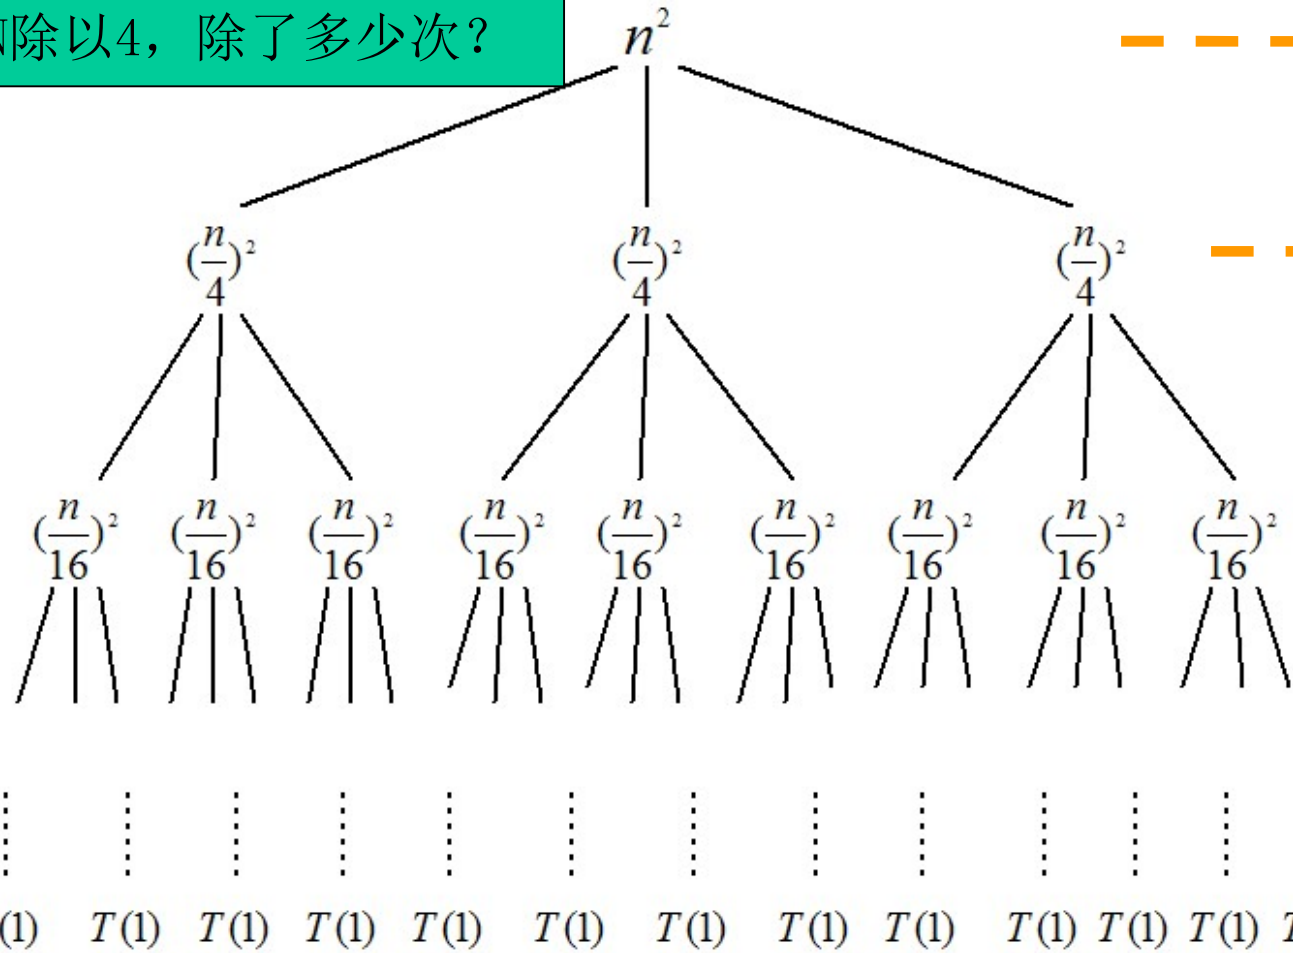 N除以4，除了多少次？
n²
(n/4)² (n/4)² (n/4)²
(n/16)² (n/16)² (n/16)² (n/16)² (n/16)² (n/16)² (n/16)² (n/16)² (n/16)²
(1) T(1) T(1) T(1) T(1) T(1) T(1) T(1) T(1) T(1) T(1) T(1) T